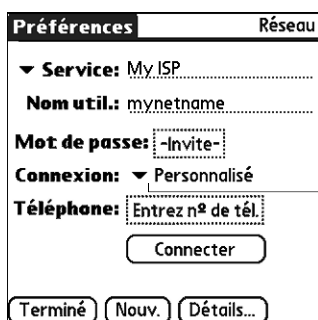 Préférences Réseau
Service: My ISP
Nom util.: mynetname
Mot de passe: -Invite-
Connexion: Personnalisé
Téléphone: Entrez nº de tél.
Connecter
Terminé Nouv. Détails...